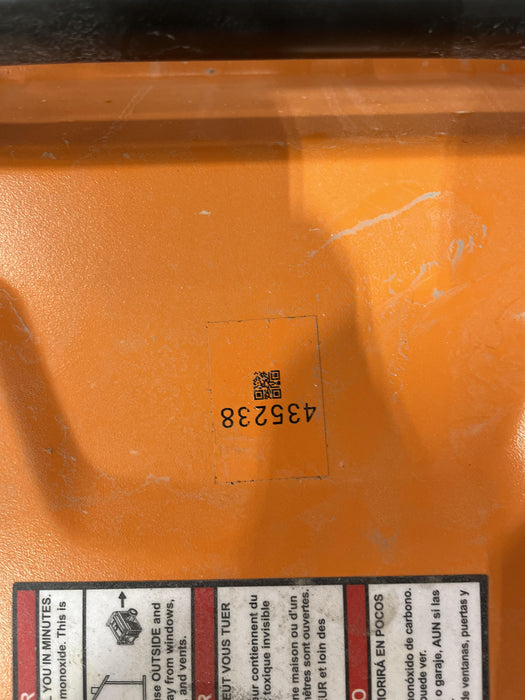 435238
YOU IN MINUTES.
monoxide. This is
se OUTSIDE and
ay from windows,
and vents.
EUT VOUS TUER
ur contiennent du
toxique invisible
ne maison ou d'un
êtres sont ouvertes.
UR et loin des
ORIRÁ EN POCOS
onóxido de carbono.
uede ver.
o garaje, AUN si las
de ventanas, puertas y